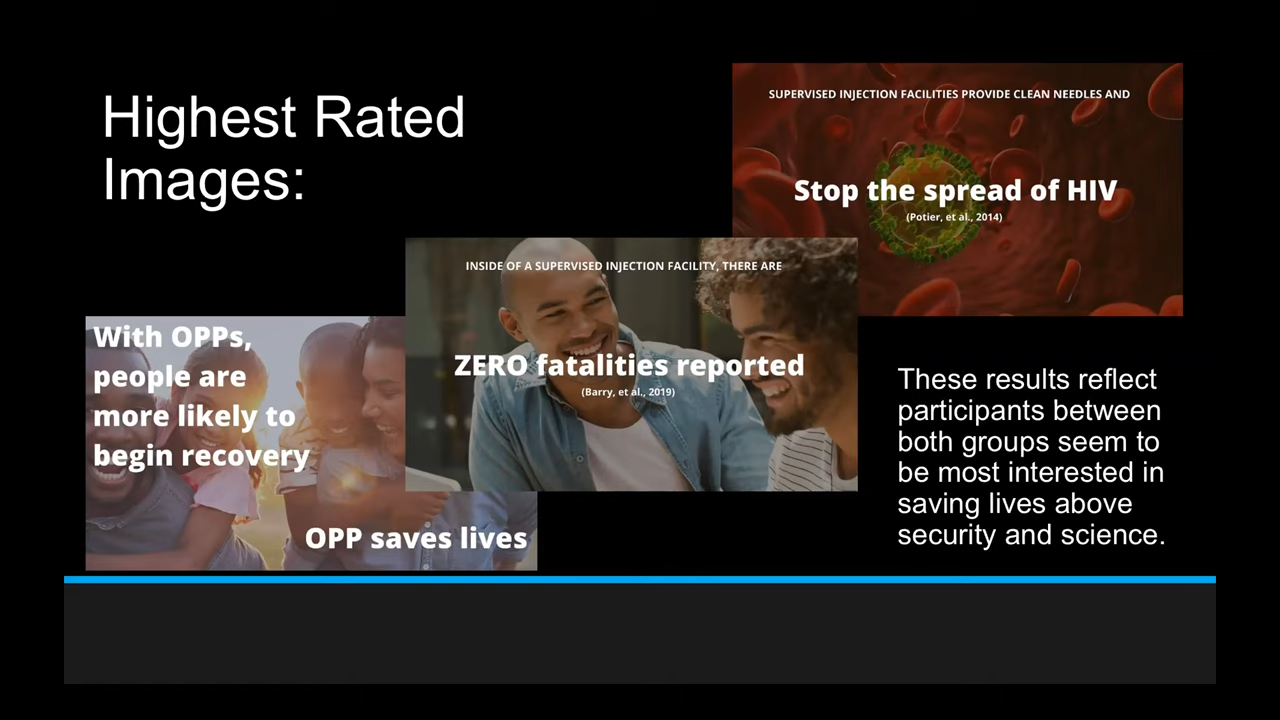 Highest Rated
Images:
SUPERVISED INJECTION FACILITIES PROVIDE CLEAN NEEDLES AND
Stop the spread of HIV
(Potier, et al., 2014)
INSIDE OF A SUPERVISED INJECTION FACILITY, THERE ARE
ZERO fatalities reported
(Barry, et al., 2019)
With OPPs,
people are
more likely to
begin recovery
OPP saves lives
These results reflect
participants between
both groups seem to
be most interested in
saving lives above
security and science.